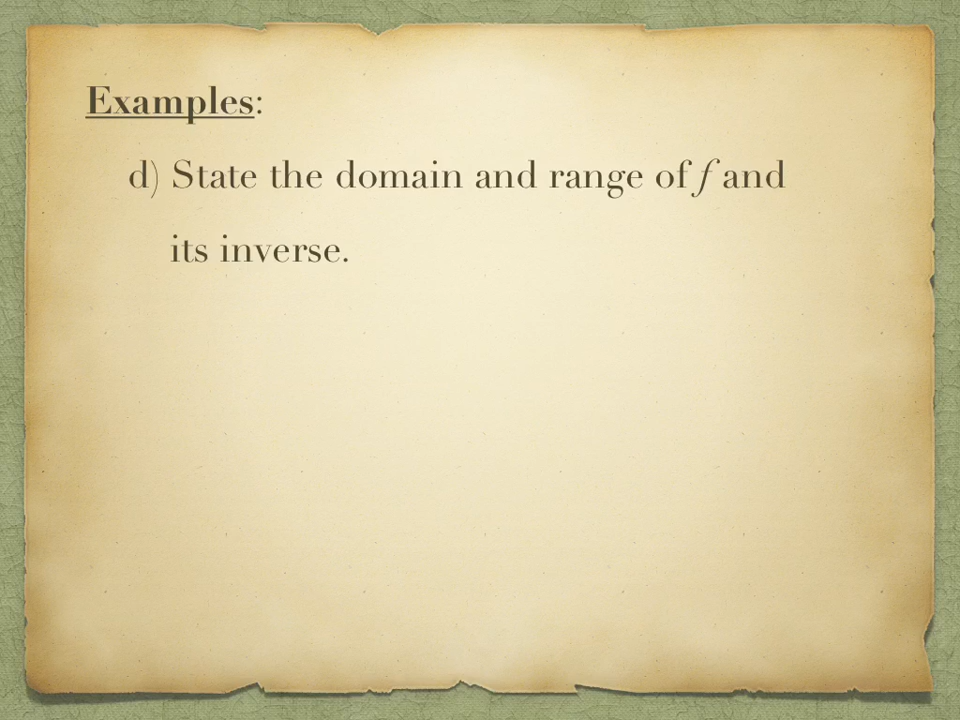 Examples:
d) State the domain and range of f and
its inverse.